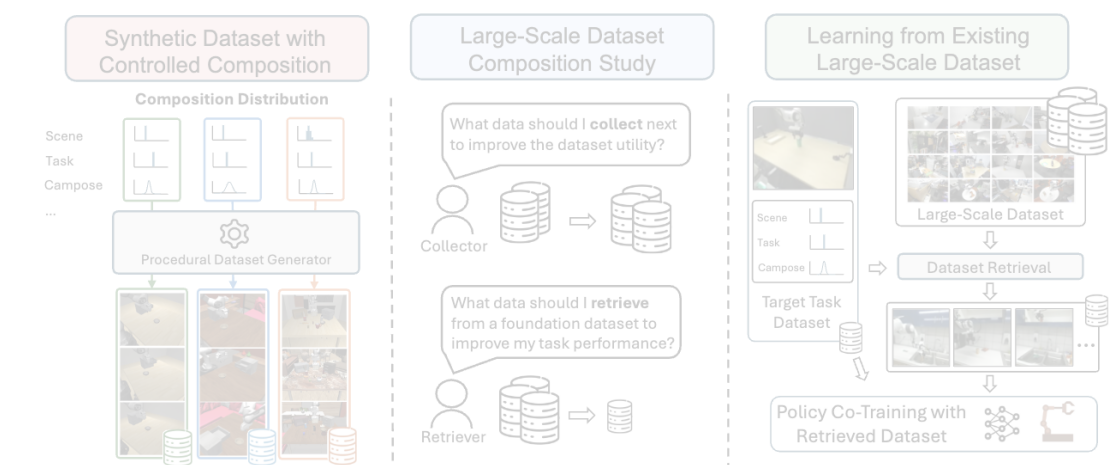 Synthetic Dataset with
Controlled Composition
Composition Distribution
Scene
Task
Campose
...
Procedural Dataset Generator
Large-Scale Dataset
Composition Study
What data should I collect next
to improve the dataset utility?
Collector
What data should I retrieve
from a foundation dataset to
improve my task performance?
Retriever
Learning from Existing
Large-Scale Dataset
Scene
Task
Campose
Target Task
Dataset
Large-Scale Dataset
Dataset Retrieval
...
Policy Co-Training with
Retrieved Dataset